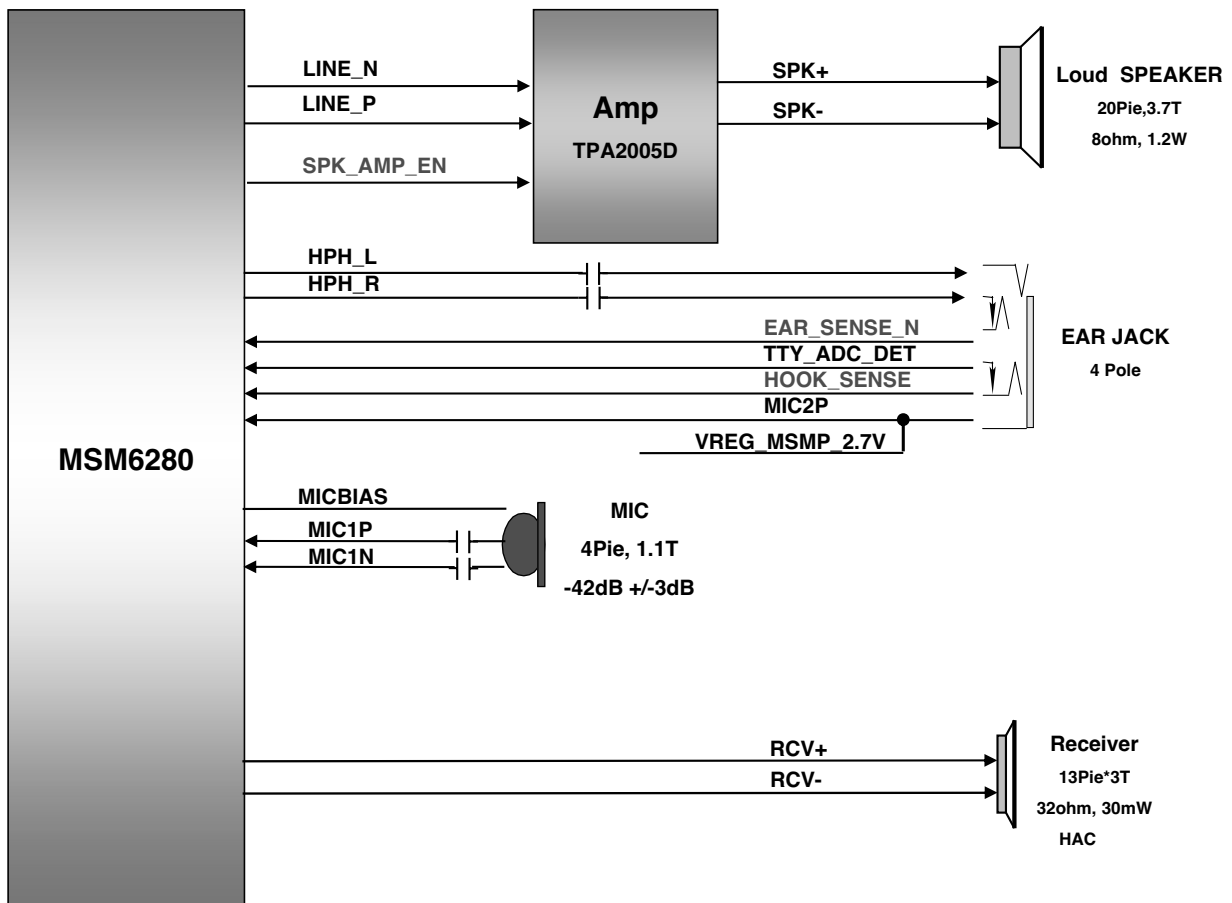 MSM6280
LINE_N
LINE_P
SPK_AMP_EN
Amp
TPA2005D
SPK+
SPK-
Loud SPEAKER
20Pie,3.7T
8ohm, 1.2W
HPH_L
HPH_R
EAR_SENSE_N
TTY_ADC_DET
HOOK_SENSE
MIC2P
VREG_MSMP_2.7V
EAR JACK
4 Pole
MICBIAS
MIC1P
MIC1N
MIC
4Pie, 1.1T
-42dB +/-3dB
RCV+
RCV-
Receiver
13Pie*3T
32ohm, 30mW
HAC